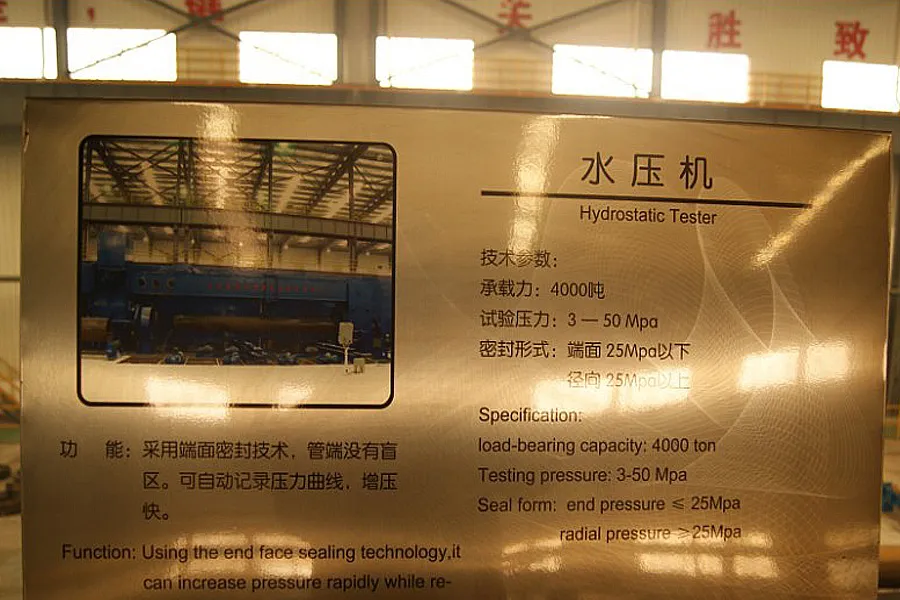 键
关
胜
致
水压机
Hydrostatic Tester
技术参数:
承载力: 4000吨
试验压力: 3 — 50 Mpa
密封形式: 端面 25Mpa以下
径向 25Mpa以上
Specification:
load-bearing capacity: 4000 ton
Testing pressure: 3-50 Mpa
Seal form: end pressure ≤ 25Mpa
radial pressure ≥25Mpa
功 能: 采用端面密封技术, 管端没有盲
区。可自动记录压力曲线, 增压
快。
Function: Using the end face sealing technology,it
can increase pressure rapidly while re-